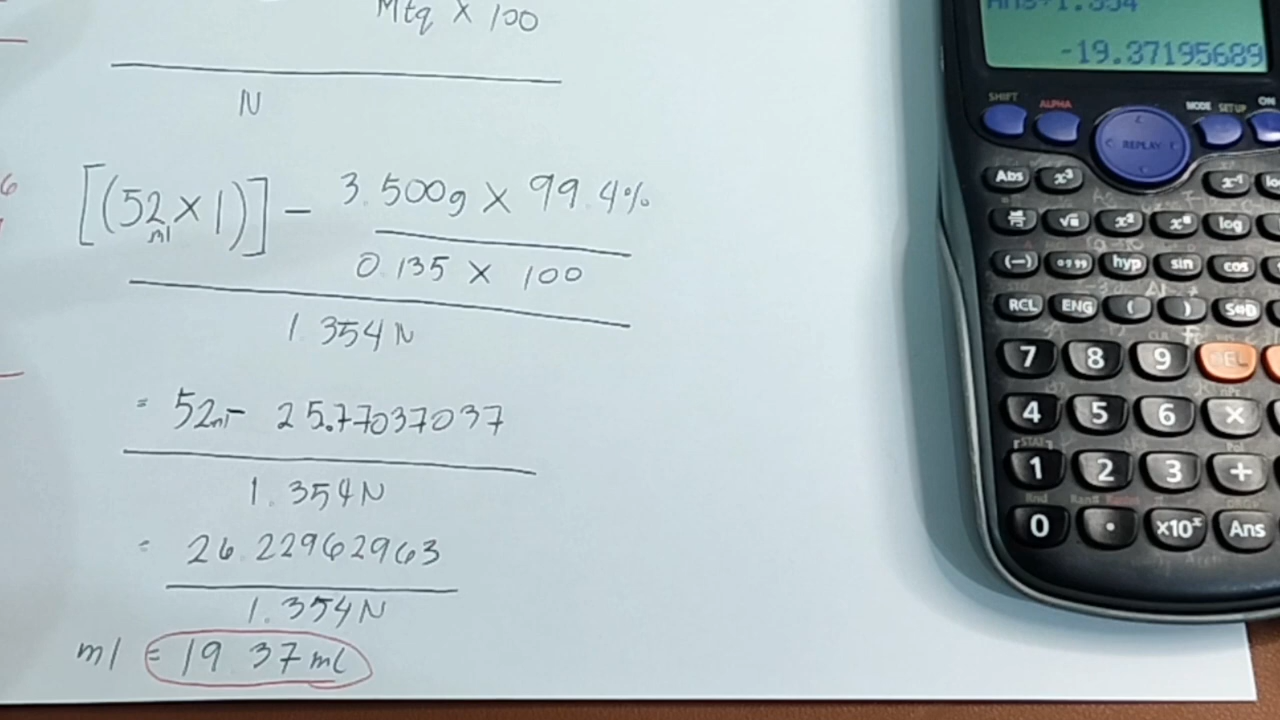 Mtq x 100
N
[(52 x 1)] - 3.500g x 99.4%
ml
0.135 x 100
1.354N
= 52ml- 25.77037037
1.354N
= 26.22962963
1.354N
ml = 19.37ml
-19.37195689
SHIFT ALPHA MODE SETUP ON
REPLAY
Abs x³ x⁻¹
√ x² log
(-) hyp sin cos
RCL ENG ( ) S⇔D
7 8 9 DEL
4 5 6 ×
[STAT]
1 2 3 +
Rnd Ran#
0 • ×10ˣ Ans